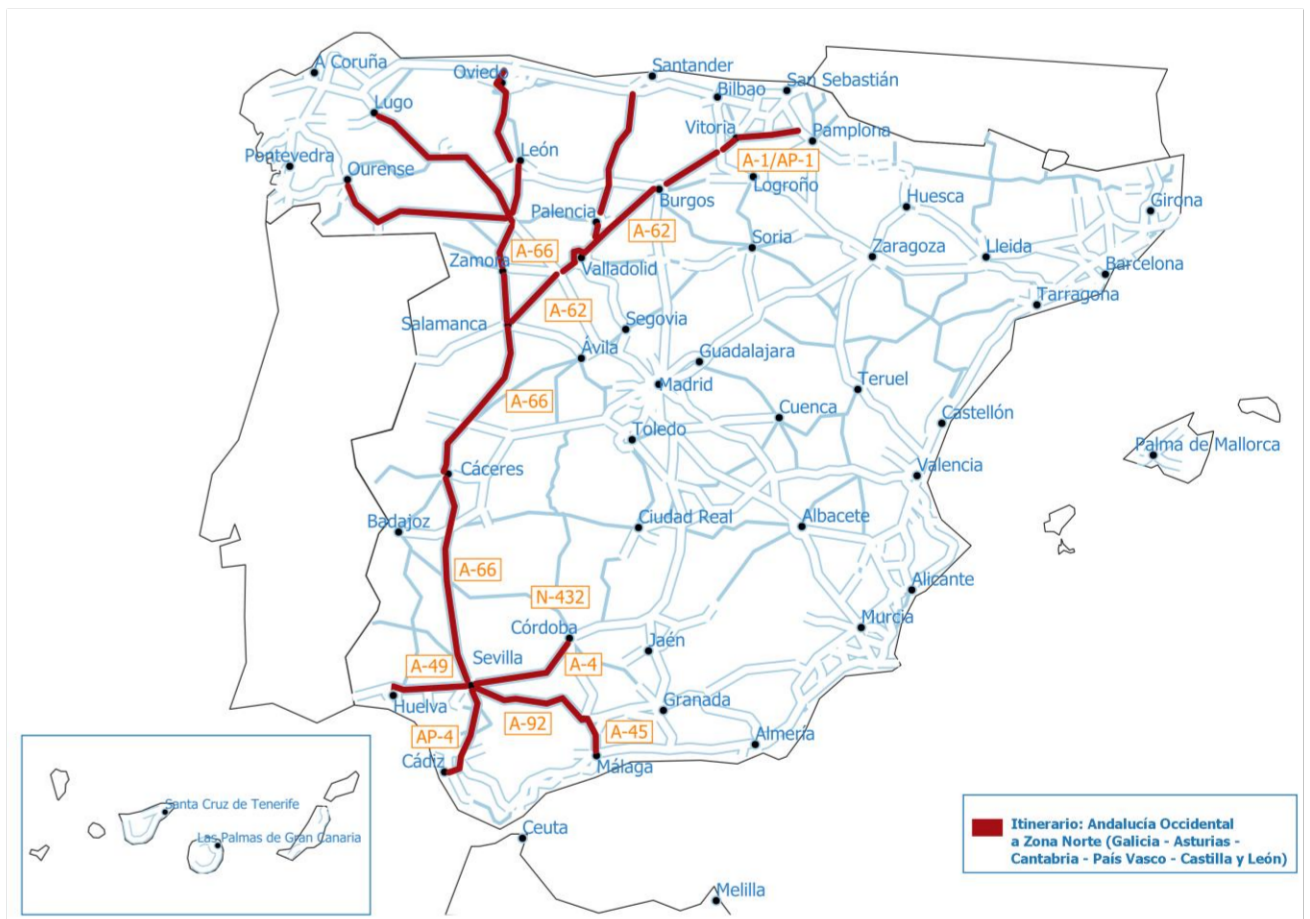 A Coruña
Oviedo
Santander
San Sebastián
Bilbao
Lugo
Vitoria
Pamplona
Pontevedra
León
A-1/AP-1
Ourense
Logroño
Burgos
Huesca
Girona
Palencia
A-62
Soria
Zaragoza
Lleida
A-66
Zamora
Valladolid
Barcelona
Tarragona
A-62
Salamanca
Segovia
Ávila
Guadalajara
Madrid
Teruel
A-66
Cuenca
Castellón
Toledo
Palma de Mallorca
Cáceres
Valencia
Badajoz
Ciudad Real
Albacete
A-66
Alicante
N-432
Murcia
Córdoba
Jaén
A-49
Sevilla
A-4
Huelva
Granada
AP-4
A-92
A-45
Almería
Cádiz
Málaga
Santa Cruz de Tenerife
Las Palmas de Gran Canaria
Ceuta
Melilla
Itinerario: Andalucía Occidental
a Zona Norte (Galicia - Asturias -
Cantabria - País Vasco - Castilla y León)